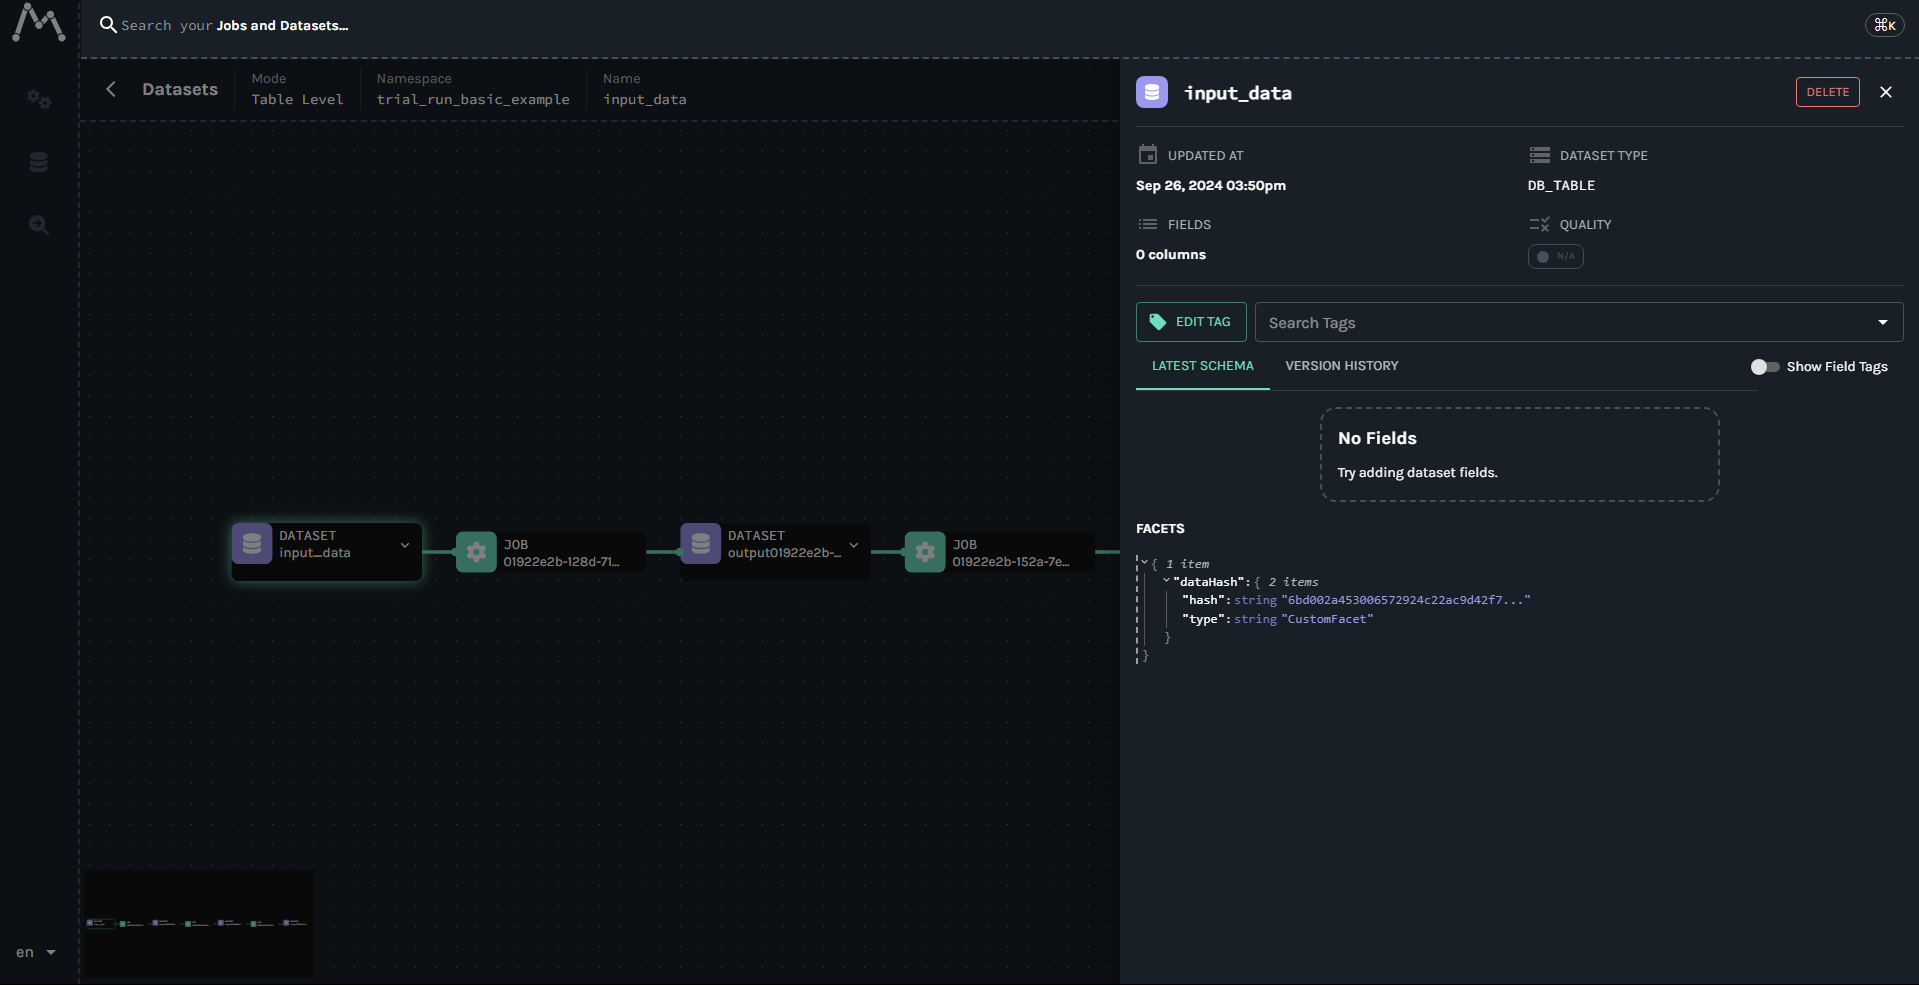 Search your Jobs and Datasets...
⌘K
Datasets
Mode
Table Level
Namespace
trial_run_basic_example
Name
input_data
input_data
DELETE
UPDATED AT
Sep 26, 2024 03:50pm
DATASET TYPE
DB_TABLE
FIELDS
0 columns
QUALITY
N/A
EDIT TAG
Search Tags
LATEST SCHEMA
VERSION HISTORY
Show Field Tags
No Fields
Try adding dataset fields.
FACETS
{ 1 item
"dataHash": { 2 items
"hash": string "6bd002a453006572924c22ac9d42f7..."
"type": string "CustomFacet"
}
}
DATASET
input_data
JOB
01922e2b-128d-71...
DATASET
output01922e2b-...
JOB
01922e2b-152a-7e...
en